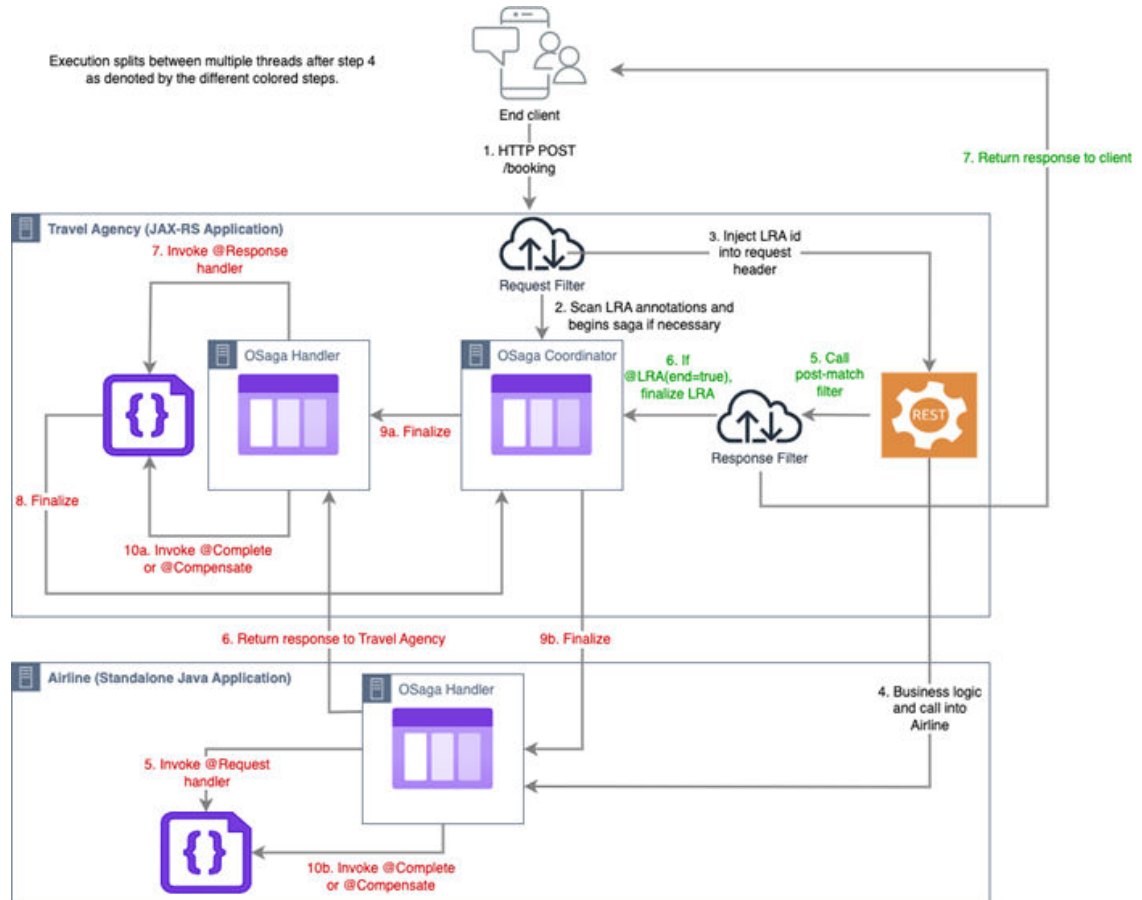 Execution splits between multiple threads after step 4
as denoted by the different colored steps.
End client
1. HTTP POST
/booking
7. Return response to client
Travel Agency (JAX-RS Application)
7. Invoke @Response
handler
3. Inject LRA id
into request
header
Request Filter
2. Scan LRA annotations and
begins saga if necessary
OSaga Handler
OSaga Coordinator
6. If
@LRA(end=true),
finalize LRA
5. Call
post-match
filter
REST
9a. Finalize
Response Filter
8. Finalize
10a. Invoke @Complete
or @Compensate
6. Return response to Travel Agency
9b. Finalize
Airline (Standalone Java Application)
OSaga Handler
4. Business logic
and call into
Airline
5. Invoke @Request
handler
10b. Invoke @Complete
or @Compensate